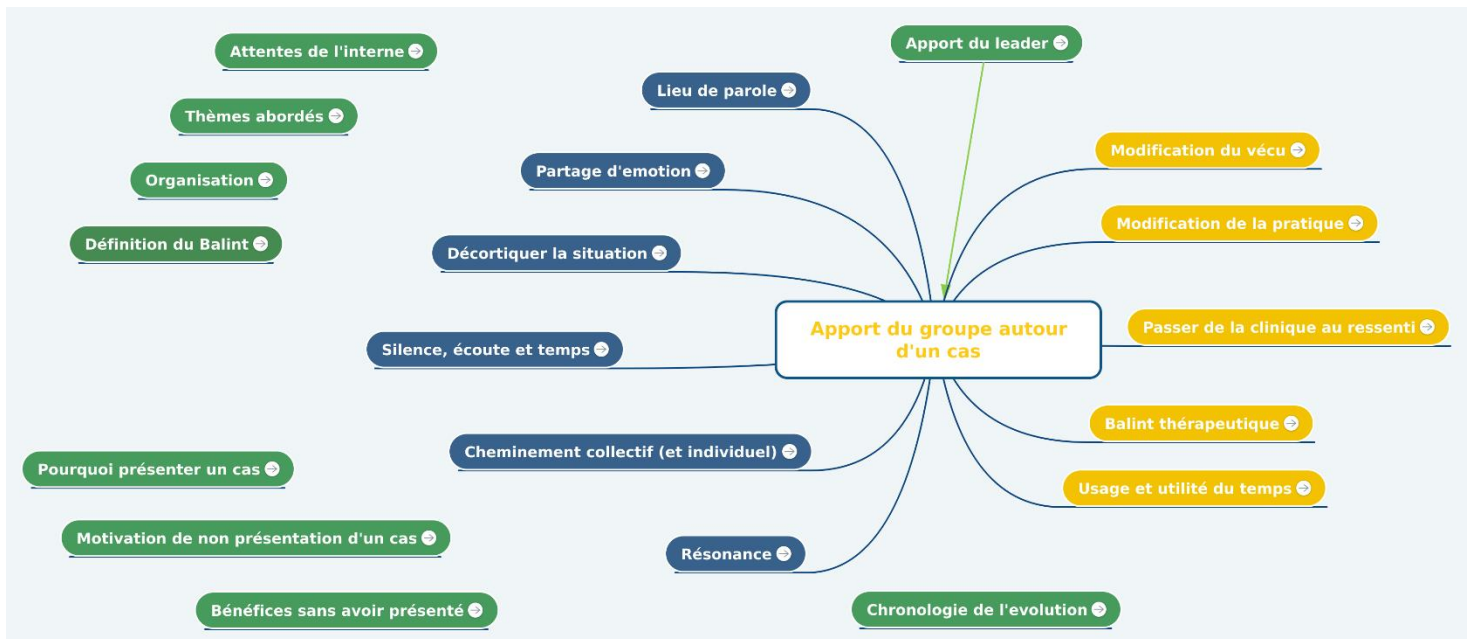 Attentes de l'interne
Thèmes abordés
Organisation
Définition du Balint
Pourquoi présenter un cas
Motivation de non présentation d'un cas
Bénéfices sans avoir présenté
Lieu de parole
Partage d'emotion
Décortiquer la situation
Silence, écoute et temps
Cheminement collectif (et individuel)
Résonance
Apport du leader
Apport du groupe autour
d'un cas
Modification du vécu
Modification de la pratique
Passer de la clinique au ressenti
Balint thérapeutique
Usage et utilité du temps
Chronologie de l'evolution